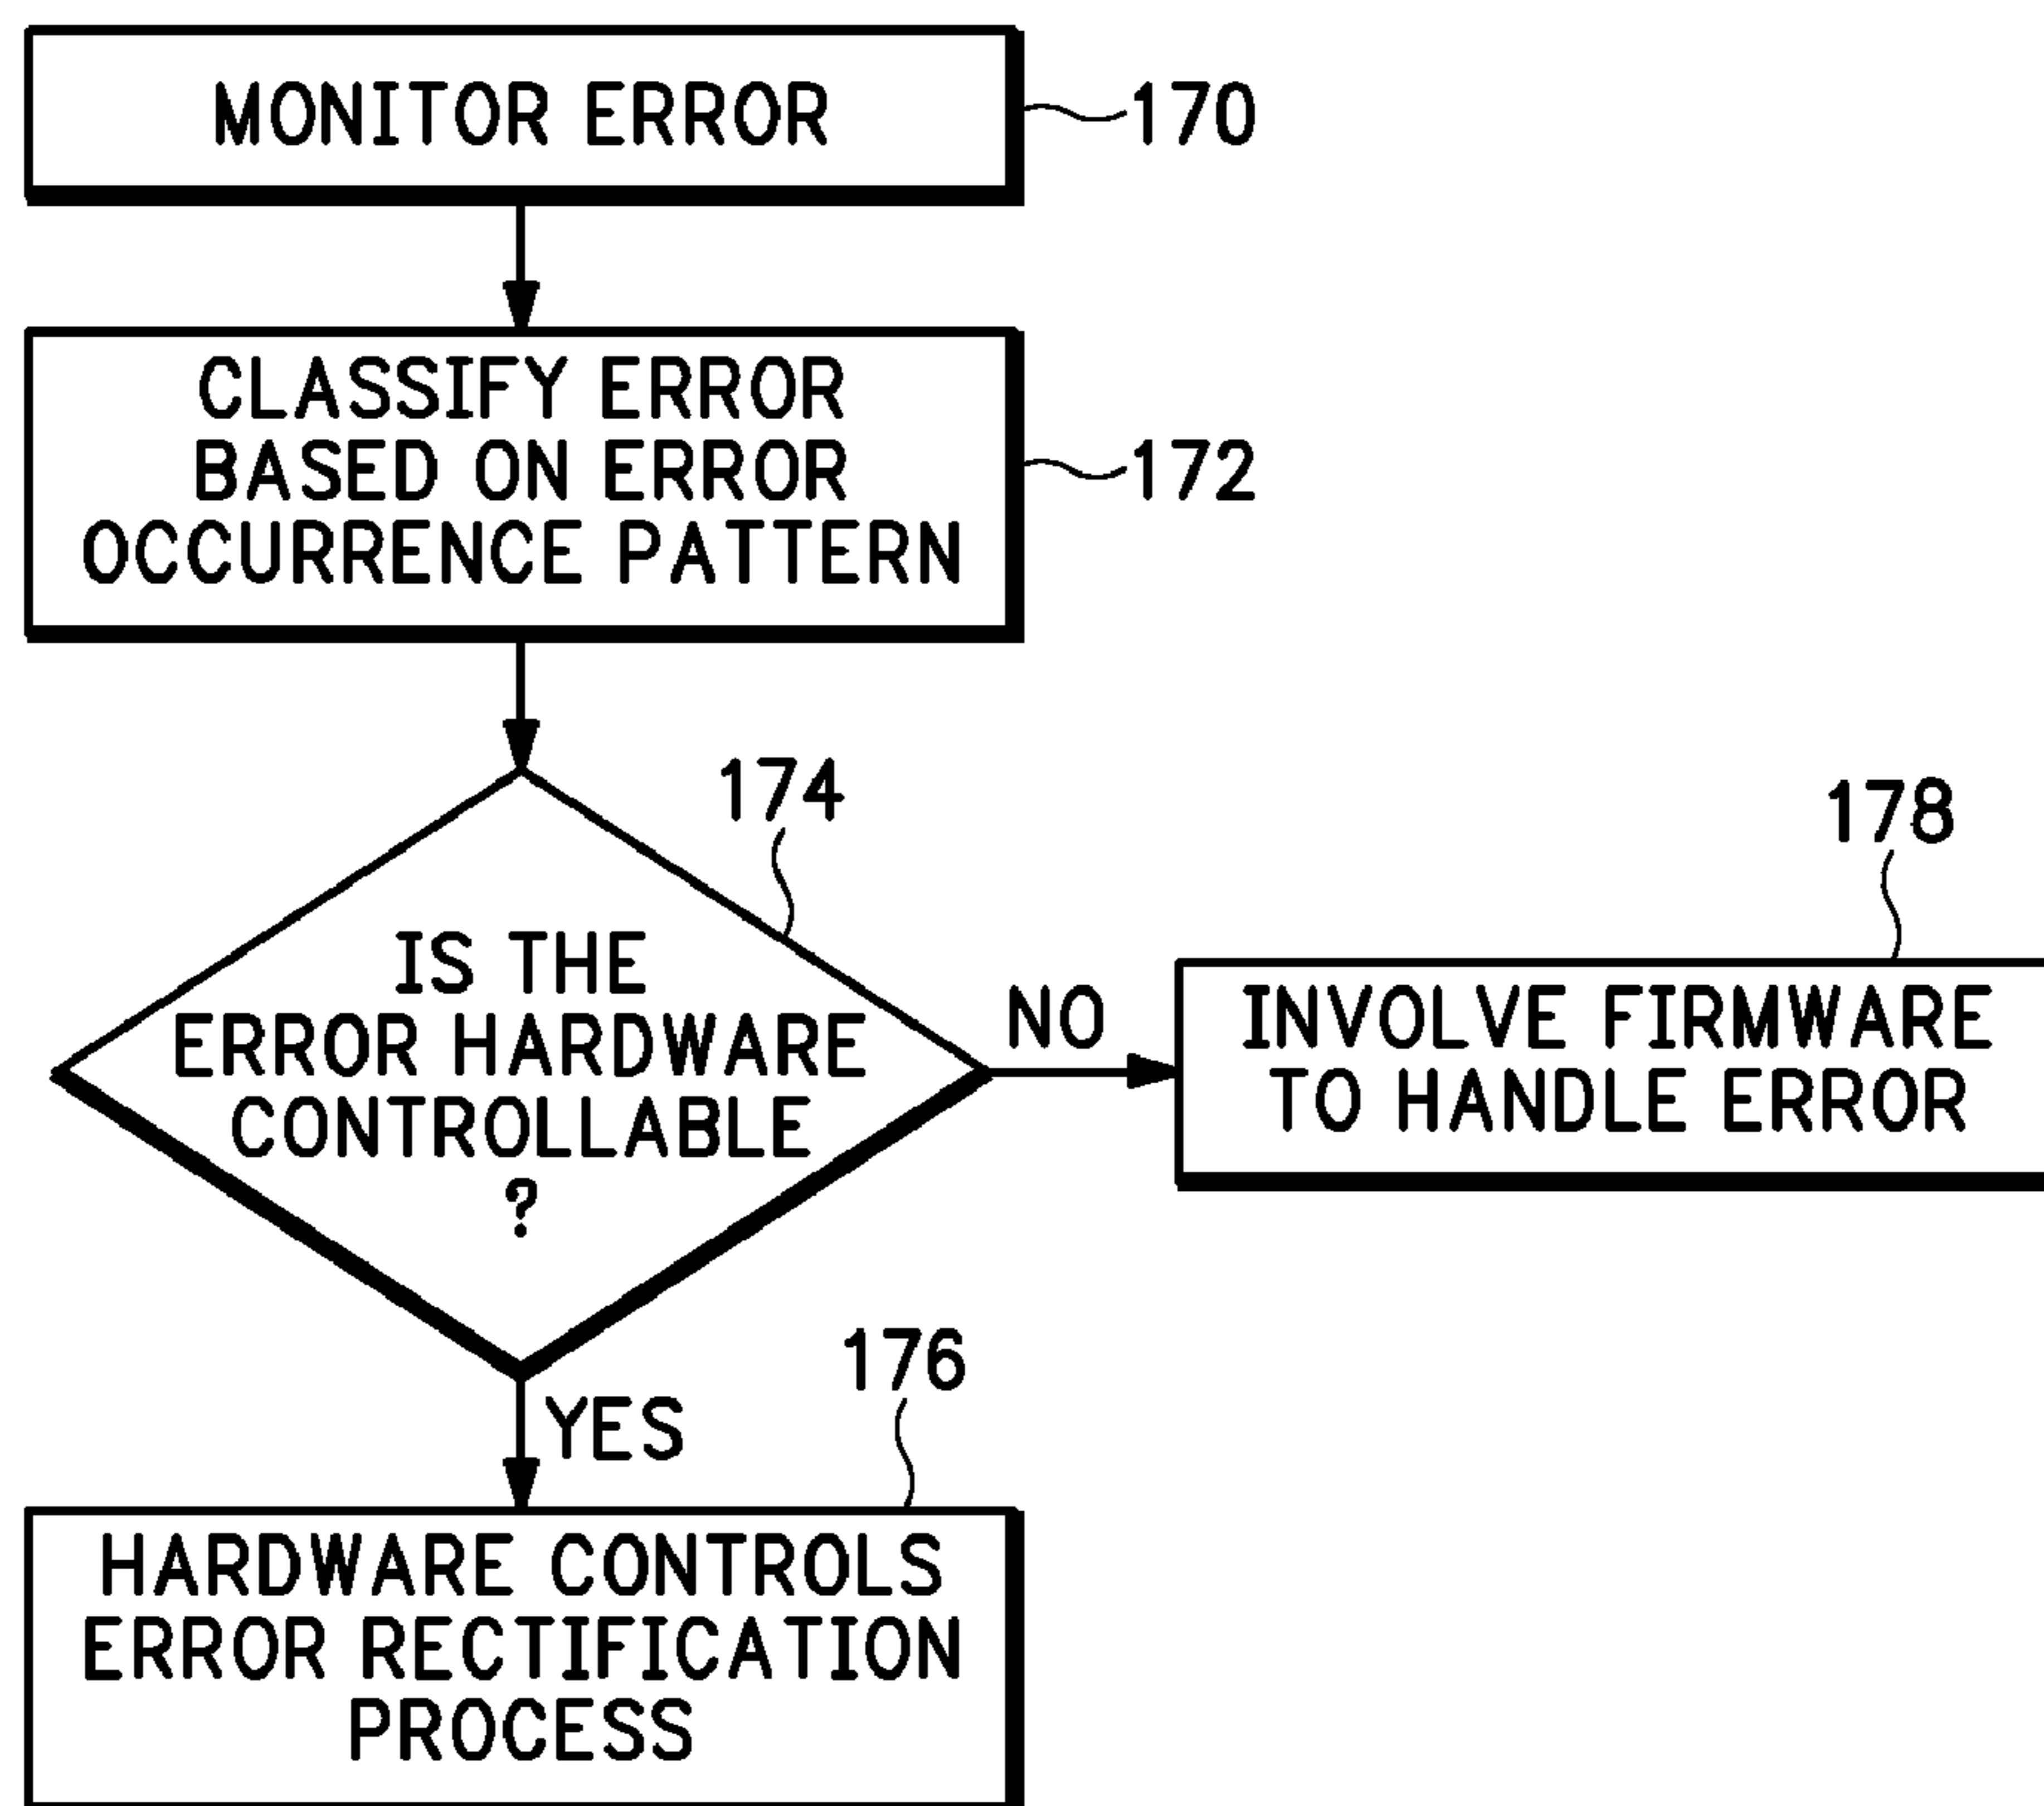 MONITOR ERROR
170
CLASSIFY ERROR
BASED ON ERROR
OCCURRENCE PATTERN
172
174
IS THE
ERROR HARDWARE
CONTROLLABLE
?
NO
178
INVOLVE FIRMWARE
TO HANDLE ERROR
YES
176
HARDWARE CONTROLS
ERROR RECTIFICATION
PROCESS